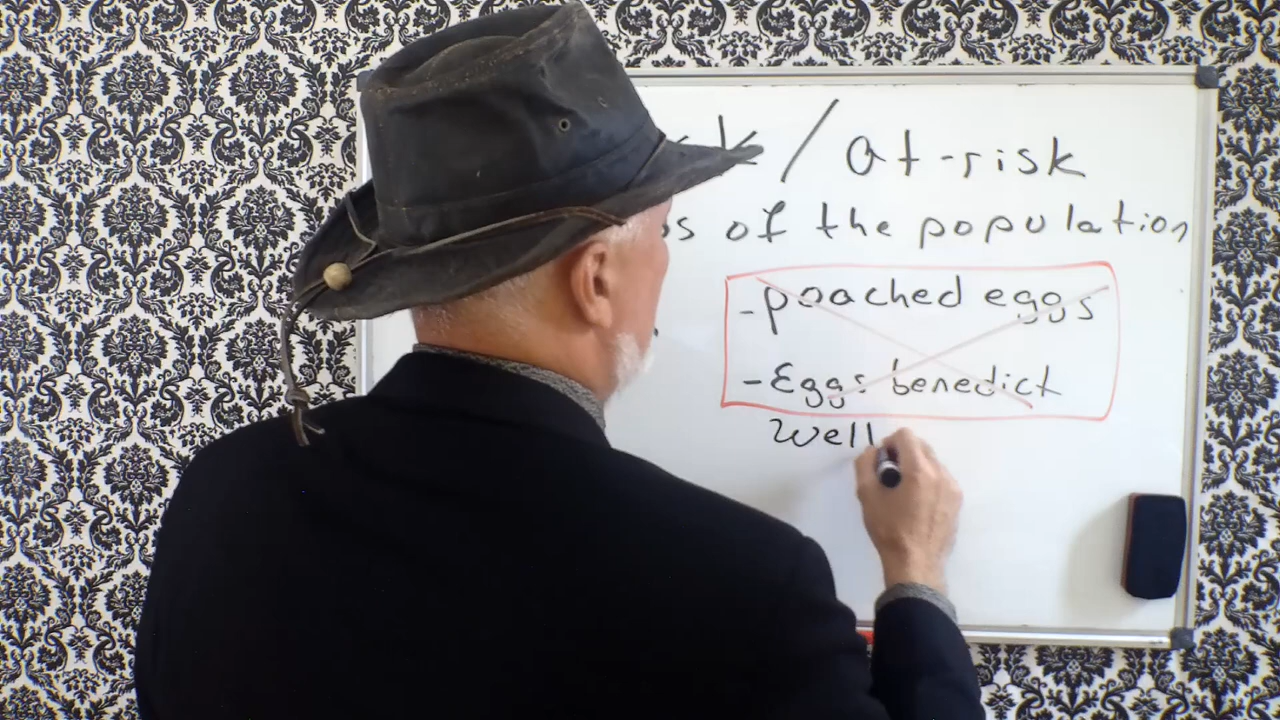 / at-risk
of the population
- poached eggs
- Eggs benedict
Well